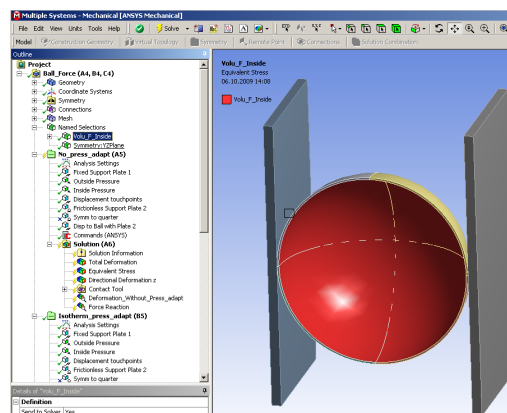 Multiple Systems - Mechanical [ANSYS Mechanical]
File Edit View Units Tools Help Solve
Model Construction Geometry Virtual Topology Symmetry Remote Point Connections Solution Combination
Outline
Project
Ball_Force (A4, B4, C4)
Geometry
Coordinate Systems
Symmetry
Connections
Mesh
Named Selections
Volu_F_Inside
Symmetry:YZPlane
No_press_adapt (A5)
Analysis Settings
Fixed Support Plate 1
Outside Pressure
Inside Pressure
Displacement touchpoints
Frictionless Support Plate 2
Symm to quarter
Disp to Ball with Plate 2
Commands (ANSYS)
Solution (A6)
Solution Information
Total Deformation
Equivalent Stress
Directional Deformation z
Contact Tool
Deformation_Without_Press_adapt
Force Reaction
Isotherm_press_adapt (B5)
Analysis Settings
Fixed Support Plate 1
Outside Pressure
Inside Pressure
Displacement touchpoints
Frictionless Support Plate 2
Symm to quarter
Details of "Volu_F_Inside"
Definition
Send to Solver Yes
Volu_F_Inside
Equivalent Stress
06.10.2009 14:08
Volu_F_Inside